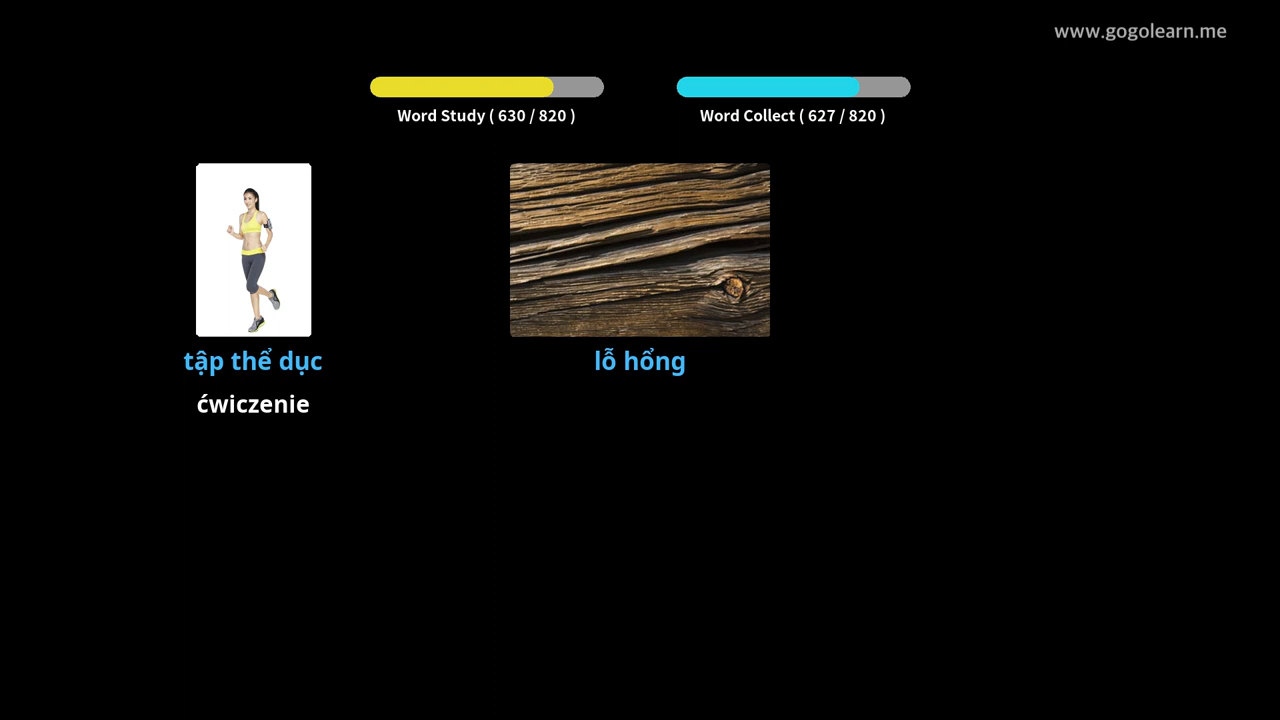 www.gogolearn.me
Word Study ( 630 / 820 )
Word Collect ( 627 / 820 )
tập thể dục
ćwiczenie
lỗ hổng